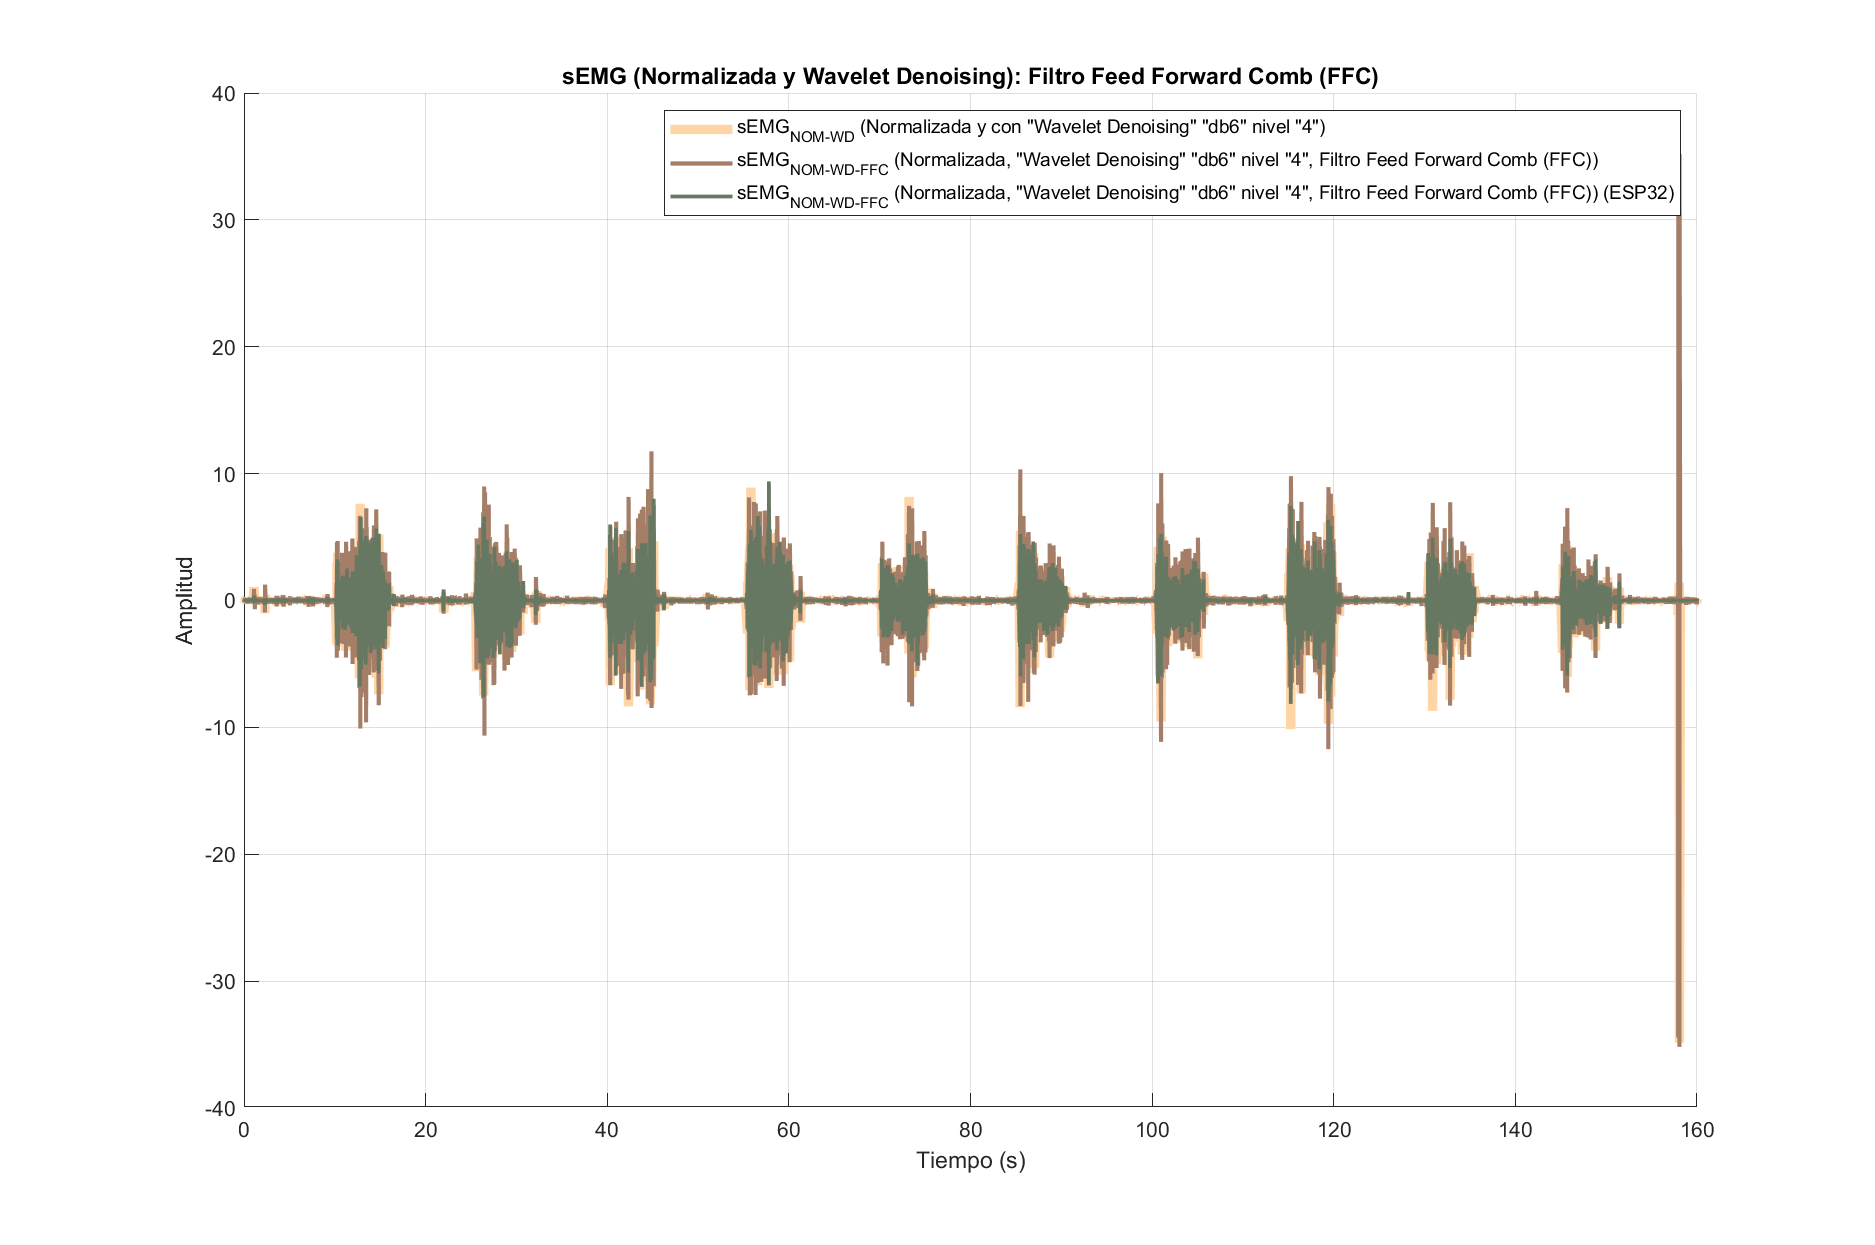 sEMG (Normalizada y Wavelet Denoising): Filtro Feed Forward Comb (FFC)
sEMG_NOM-WD (Normalizada y con "Wavelet Denoising" "db6" nivel "4")
sEMG_NOM-WD-FFC (Normalizada, "Wavelet Denoising" "db6" nivel "4", Filtro Feed Forward Comb (FFC))
sEMG_NOM-WD-FFC (Normalizada, "Wavelet Denoising" "db6" nivel "4", Filtro Feed Forward Comb (FFC)) (ESP32)
40
30
20
10
0
-10
-20
-30
-40
Amplitud
0 20 40 60 80 100 120 140 160
Tiempo (s)